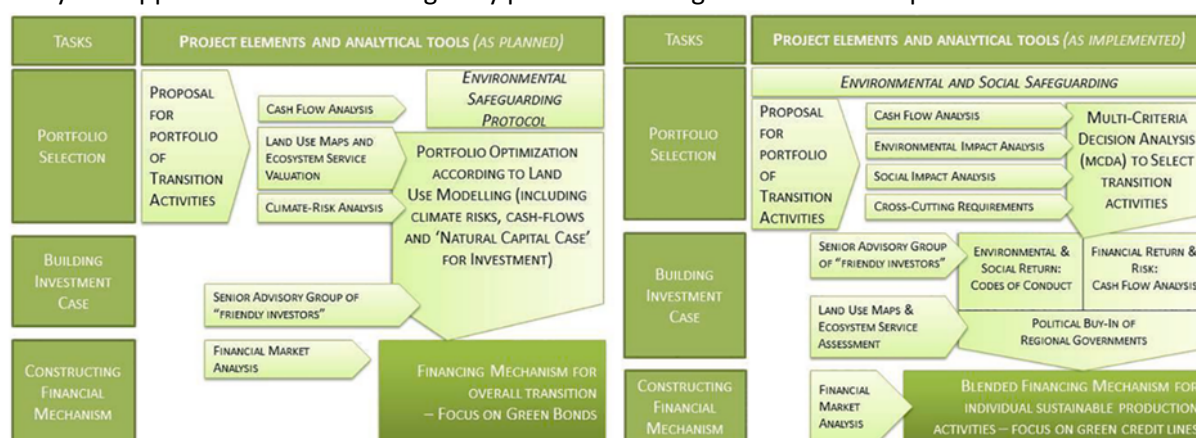 TASKS
PROJECT ELEMENTS AND ANALYTICAL TOOLS (AS PLANNED)
PORTFOLIO
SELECTION
PROPOSAL
FOR
PORTFOLIO
OF
TRANSITION
ACTIVITIES
CASH FLOW ANALYSIS
LAND USE MAPS AND
ECOSYSTEM SERVICE
VALUATION
CLIMATE-RISK ANALYSIS
ENVIRONMENTAL
SAFEGUARDING
PROTOCOL
PORTFOLIO OPTIMIZATION
ACCORDING TO LAND
USE MODELLING (INCLUDING
CLIMATE RISKS, CASH-FLOWS
AND 'NATURAL CAPITAL CASE'
FOR INVESTMENT)
BUILDING
INVESTMENT
CASE
SENIOR ADVISORY GROUP OF
"FRIENDLY INVESTORS"
CONSTRUCTING
FINANCIAL
MECHANISM
FINANCIAL MARKET
ANALYSIS
FINANCING MECHANISM FOR
OVERALL TRANSITION
– FOCUS ON GREEN BONDS
TASKS
PROJECT ELEMENTS AND ANALYTICAL TOOLS (AS IMPLEMENTED)
PORTFOLIO
SELECTION
ENVIRONMENTAL AND SOCIAL SAFEGUARDING
PROPOSAL
FOR
PORTFOLIO
OF
TRANSITION
ACTIVITIES
CASH FLOW ANALYSIS
ENVIRONMENTAL IMPACT ANALYSIS
SOCIAL IMPACT ANALYSIS
CROSS-CUTTING REQUIREMENTS
MULTI-CRITERIA
DECISION ANALYSIS
(MCDA) TO SELECT
TRANSITION
ACTIVITIES
BUILDING
INVESTMENT
CASE
SENIOR ADVISORY GROUP
OF "FRIENDLY INVESTORS"
ENVIRONMENTAL &
SOCIAL RETURN:
CODES OF CONDUCT
FINANCIAL RETURN &
RISK:
CASH FLOW ANALYSIS
LAND USE MAPS &
ECOSYSTEM SERVICE
ASSESSMENT
POLITICAL BUY-IN OF
REGIONAL GOVERNMENTS
CONSTRUCTING
FINANCIAL
MECHANISM
FINANCIAL
MARKET
ANALYSIS
BLENDED FINANCING MECHANISM FOR
INDIVIDUAL SUSTAINABLE PRODUCTION
ACTIVITIES – FOCUS ON GREEN CREDIT LINES